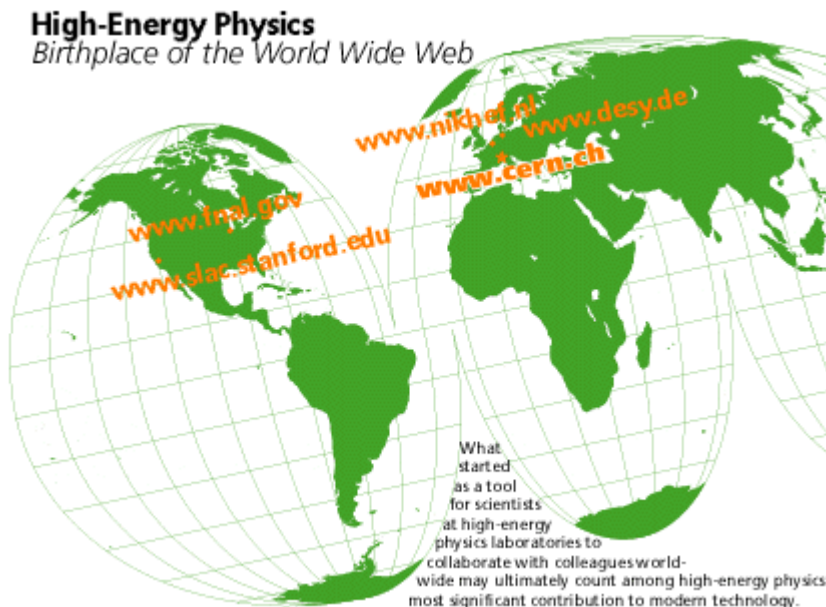 High-Energy Physics
Birthplace of the World Wide Web
www.nikhef.nl
www.desy.de
www.cern.ch
www.fnal.gov
www.slac.stanford.edu
What
started
as a tool
for scientists
at high-energy
physics laboratories to
collaborate with colleagues world-
wide may ultimately count among high-energy physics
most significant contribution to modern technology.